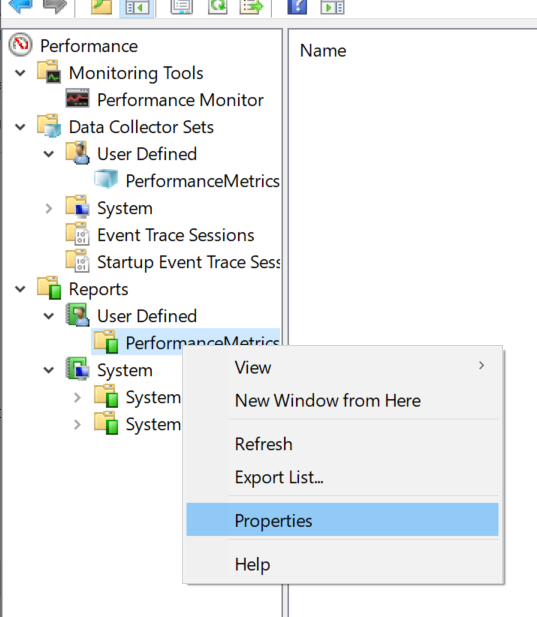 Performance
Name
Monitoring Tools
Performance Monitor
Data Collector Sets
User Defined
PerformanceMetrics
System
Event Trace Sessions
Startup Event Trace Sess
Reports
User Defined
PerformanceMetrics
System
System
System
View
New Window from Here
Refresh
Export List...
Properties
Help